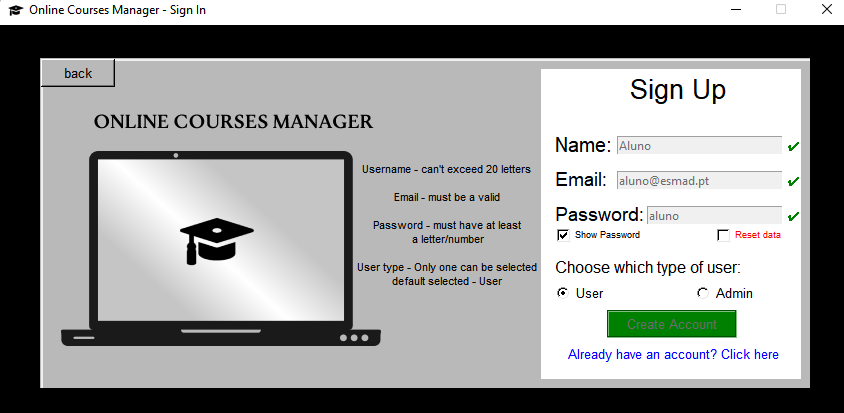 Online Courses Manager - Sign In
back
ONLINE COURSES MANAGER
Username - can't exceed 20 letters
Email - must be a valid
Password - must have at least
a letter/number
User type - Only one can be selected
default selected - User
Sign Up
Name: Aluno
Email: aluno@esmad.pt
Password: aluno
Show Password Reset data
Choose which type of user:
User Admin
Create Account
Already have an account? Click here